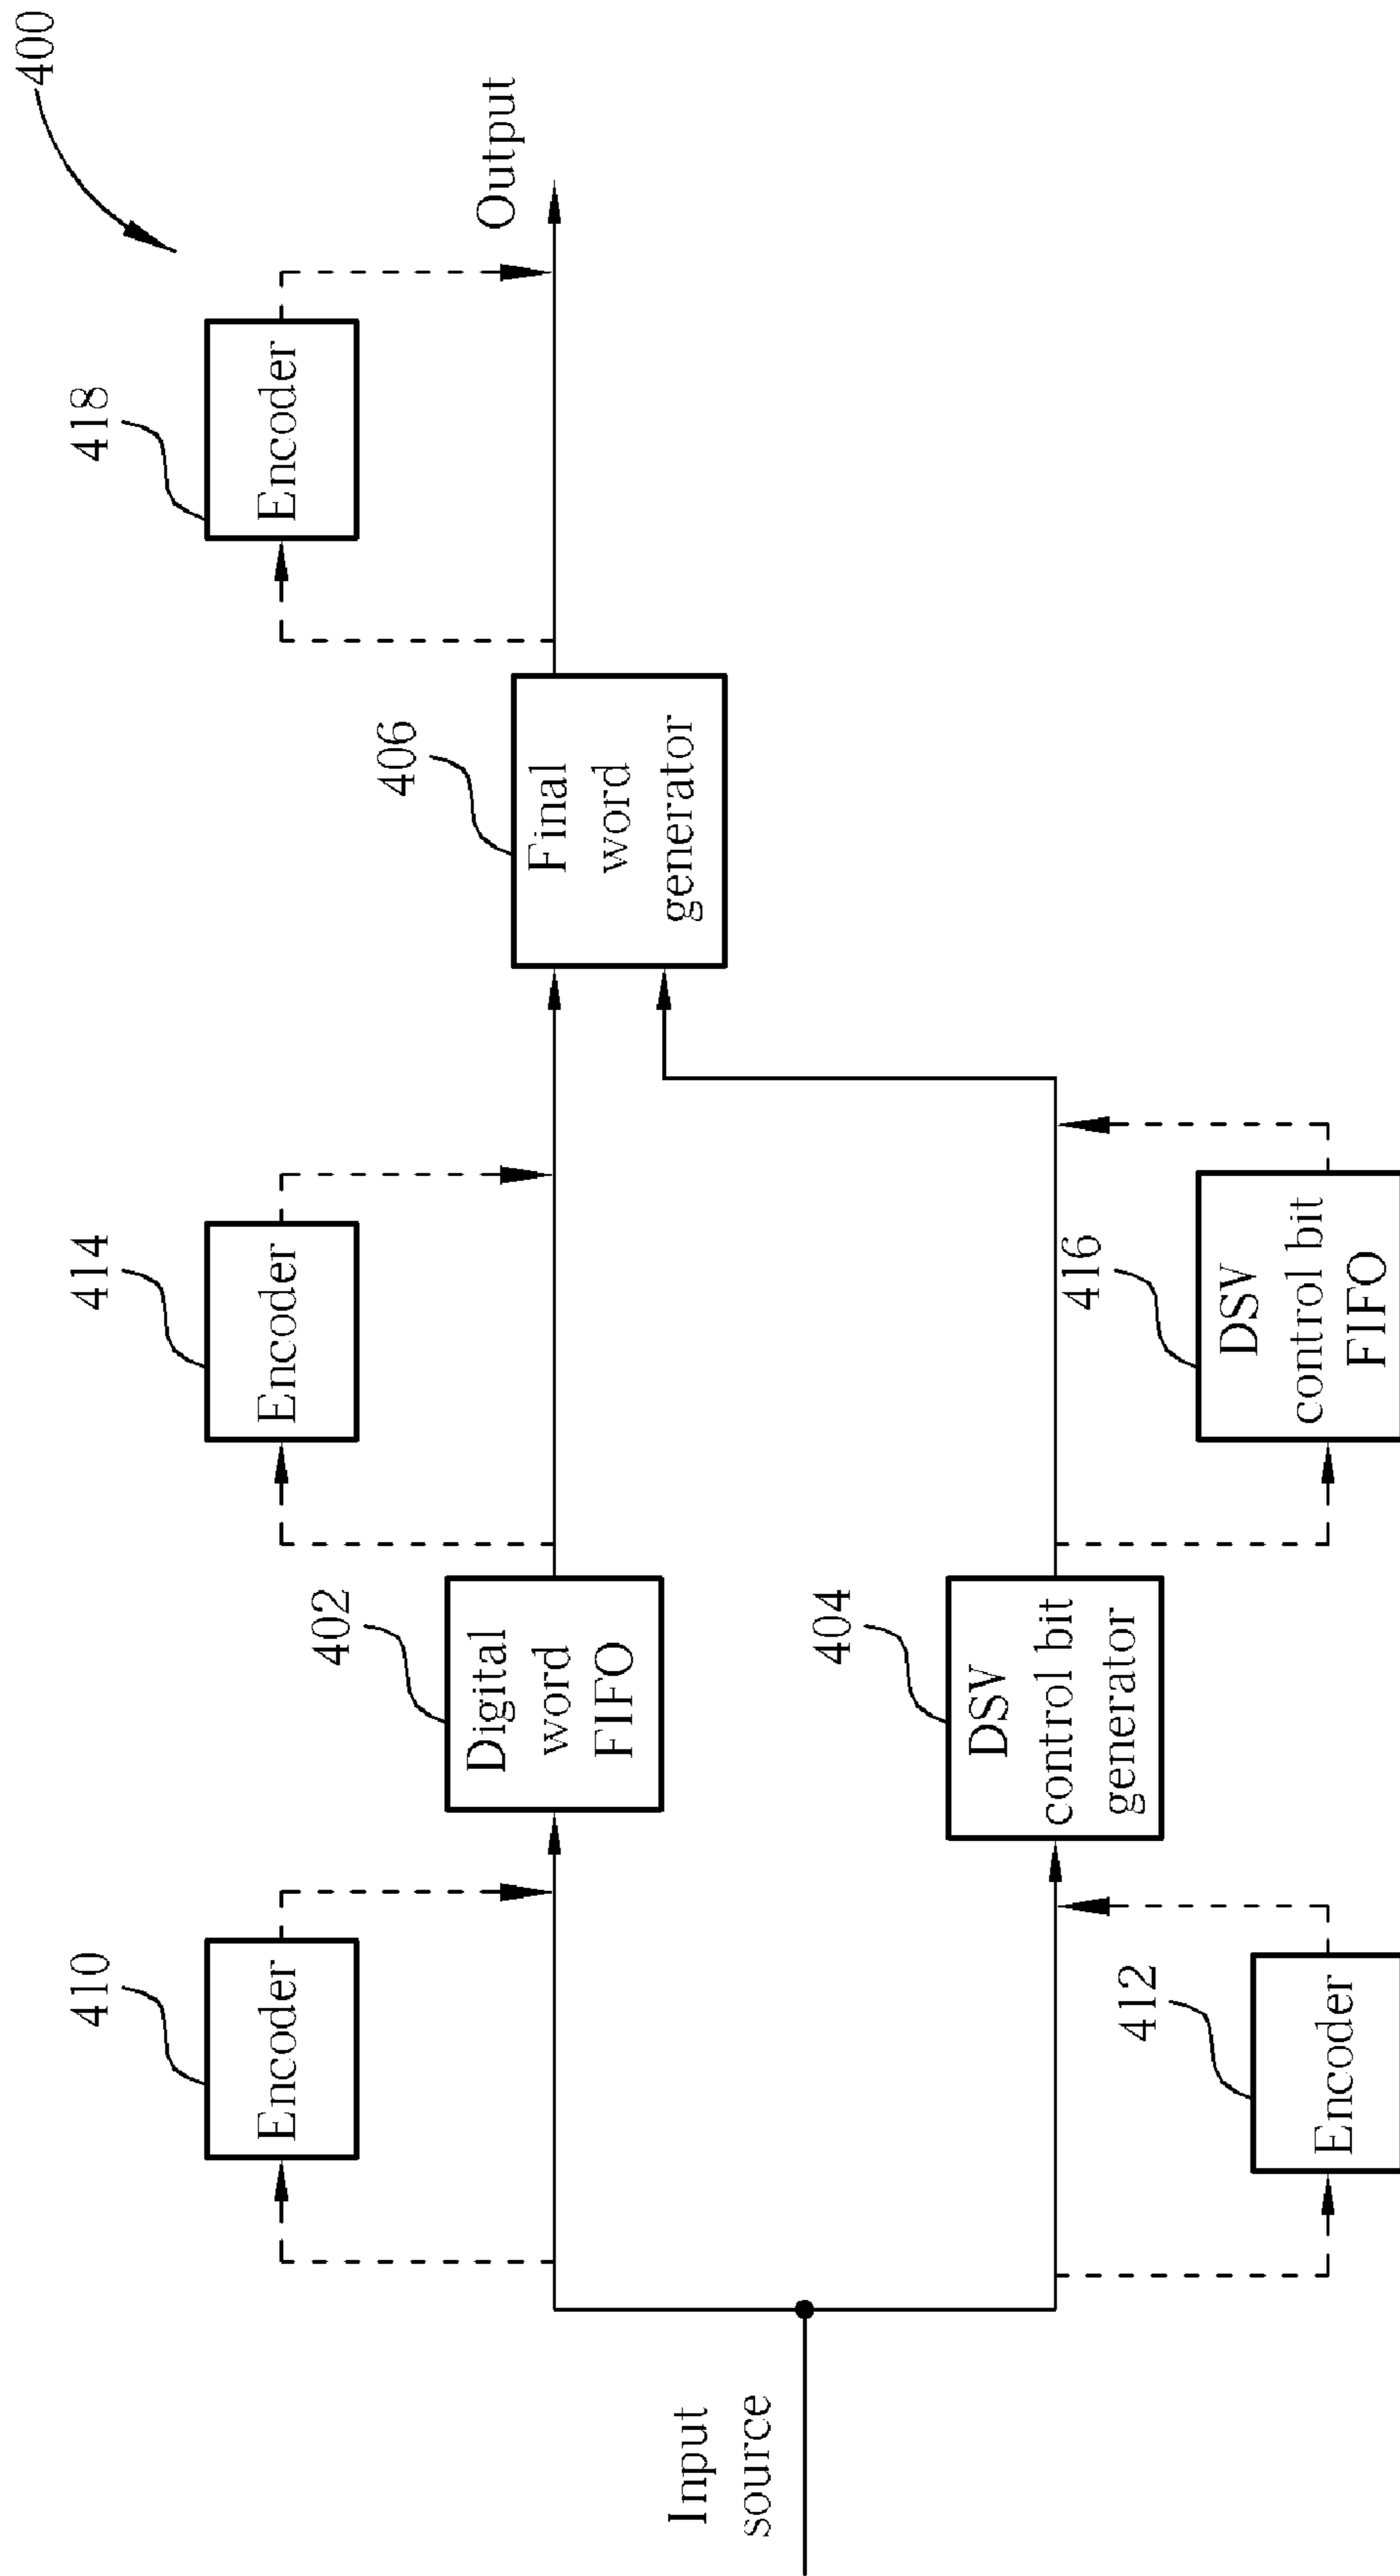 400
418
Encoder
Output
414
Encoder
406
Final
word
generator
410
Encoder
402
Digital
word
FIFO
Input
source
404
DSV
control bit
generator
416
DSV
control bit
FIFO
412
Encoder